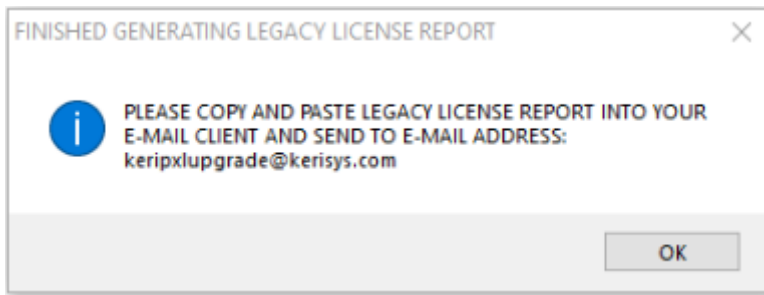 FINISHED GENERATING LEGACY LICENSE REPORT
PLEASE COPY AND PASTE LEGACY LICENSE REPORT INTO YOUR
E-MAIL CLIENT AND SEND TO E-MAIL ADDRESS:
keripxlupgrade@kerisys.com
OK